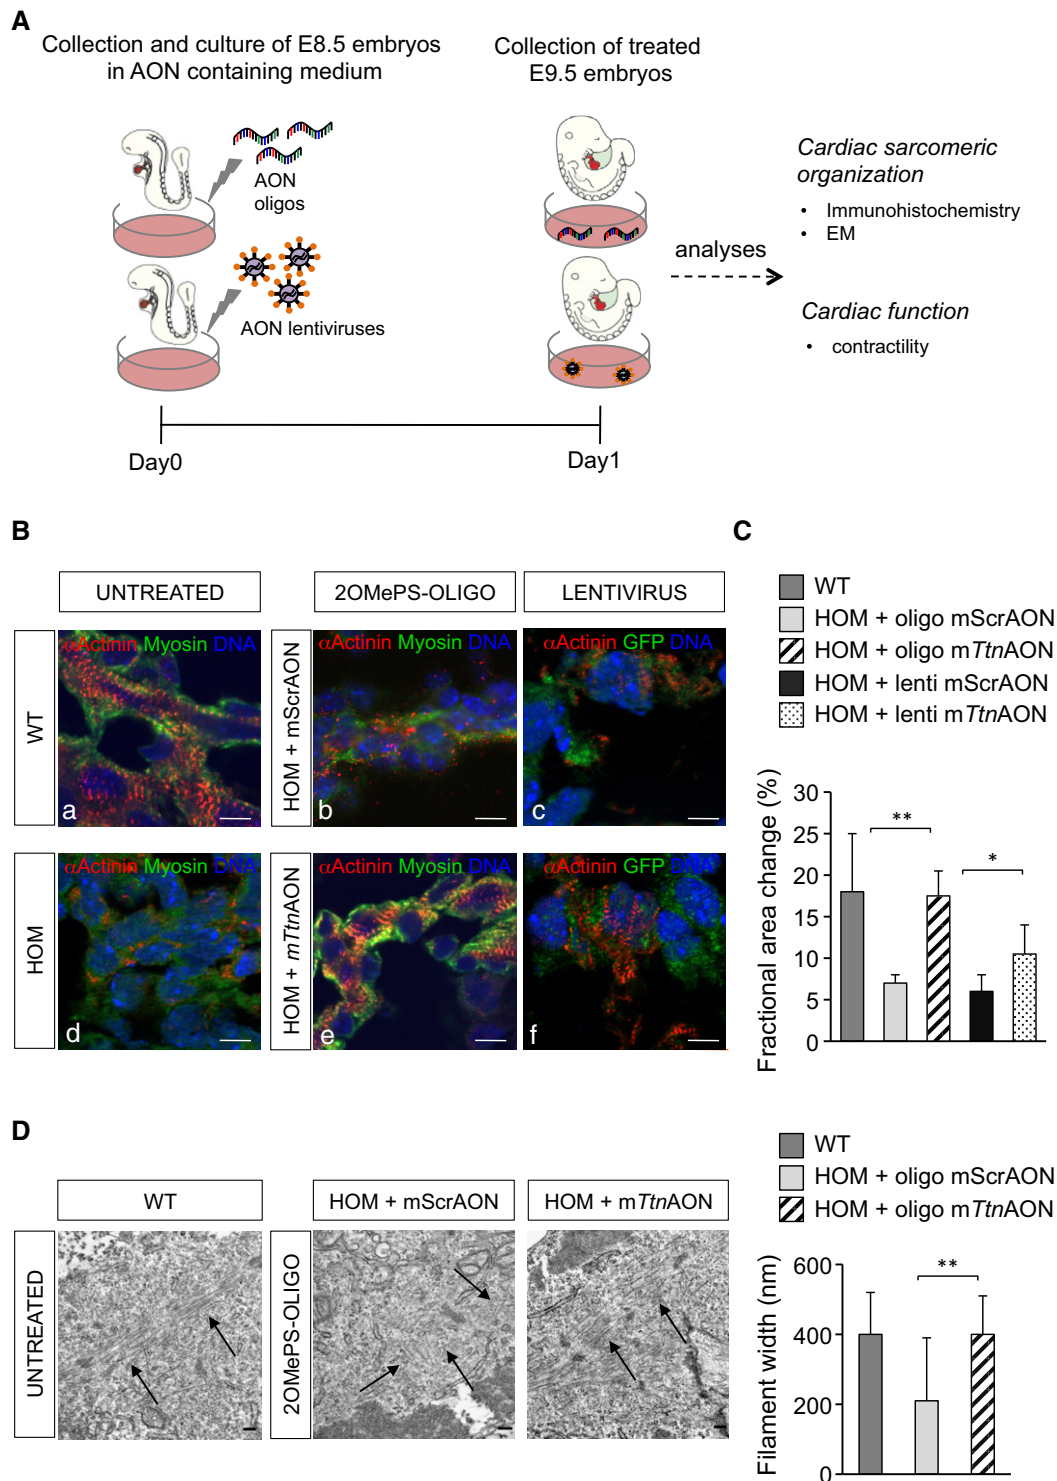 A
Collection and culture of E8.5 embryos
in AON containing medium
Collection of treated
E9.5 embryos
AON
oligos
AON lentiviruses
analyses
Cardiac sarcomeric
organization
• Immunohistochemistry
• EM
Cardiac function
• contractility
Day0
Day1
B
UNTREATED
2OMePS-OLIGO
LENTIVIRUS
WT
αActinin Myosin DNA
a
HOM + mScrAON
αActinin Myosin DNA
b
αActinin GFP DNA
c
HOM
αActinin Myosin DNA
d
HOM + mTtnAON
αActinin Myosin DNA
e
αActinin GFP DNA
f
C
WT
HOM + oligo mScrAON
HOM + oligo mTtnAON
HOM + lenti mScrAON
HOM + lenti mTtnAON
Fractional area change (%)
30
25
20
15
10
5
0
**
*
D
WT
HOM + mScrAON
HOM + mTtnAON
UNTREATED
2OMePS-OLIGO
WT
HOM + oligo mScrAON
HOM + oligo mTtnAON
Filament width (nm)
600
400
200
0
**